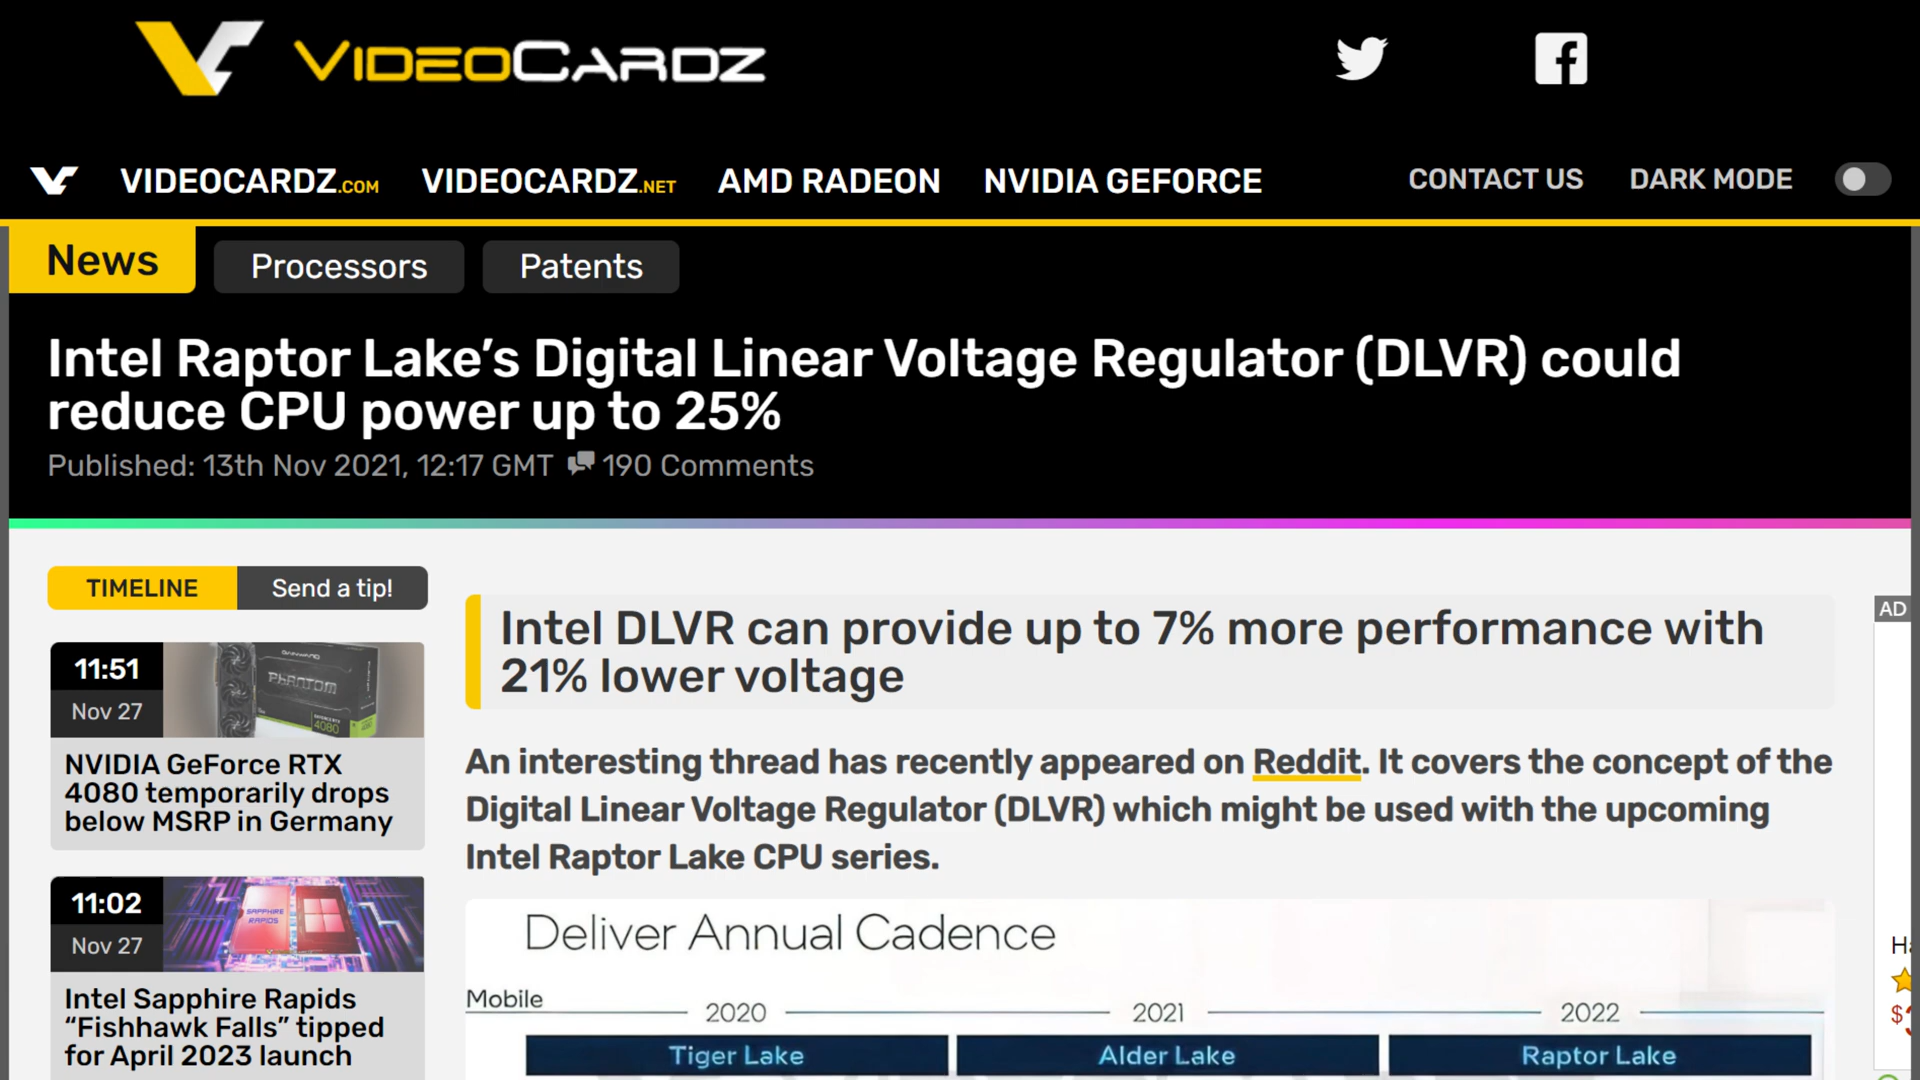 VIDEOCARDZ
VIDEOCARDZ.COM VIDEOCARDZ.NET AMD RADEON NVIDIA GEFORCE CONTACT US DARK MODE
News Processors Patents
Intel Raptor Lake’s Digital Linear Voltage Regulator (DLVR) could
reduce CPU power up to 25%
Published: 13th Nov 2021, 12:17 GMT 190 Comments
TIMELINE Send a tip!
11:51
Nov 27
PHANTOM
4080
NVIDIA GeForce RTX
4080 temporarily drops
below MSRP in Germany
11:02
Nov 27
SAPPHIRE
RAPIDS
Intel Sapphire Rapids
“Fishhawk Falls” tipped
for April 2023 launch
Intel DLVR can provide up to 7% more performance with
21% lower voltage
An interesting thread has recently appeared on Reddit. It covers the concept of the
Digital Linear Voltage Regulator (DLVR) which might be used with the upcoming
Intel Raptor Lake CPU series.
Deliver Annual Cadence
Mobile
2020 2021 2022
Tiger Lake Alder Lake Raptor Lake
AD